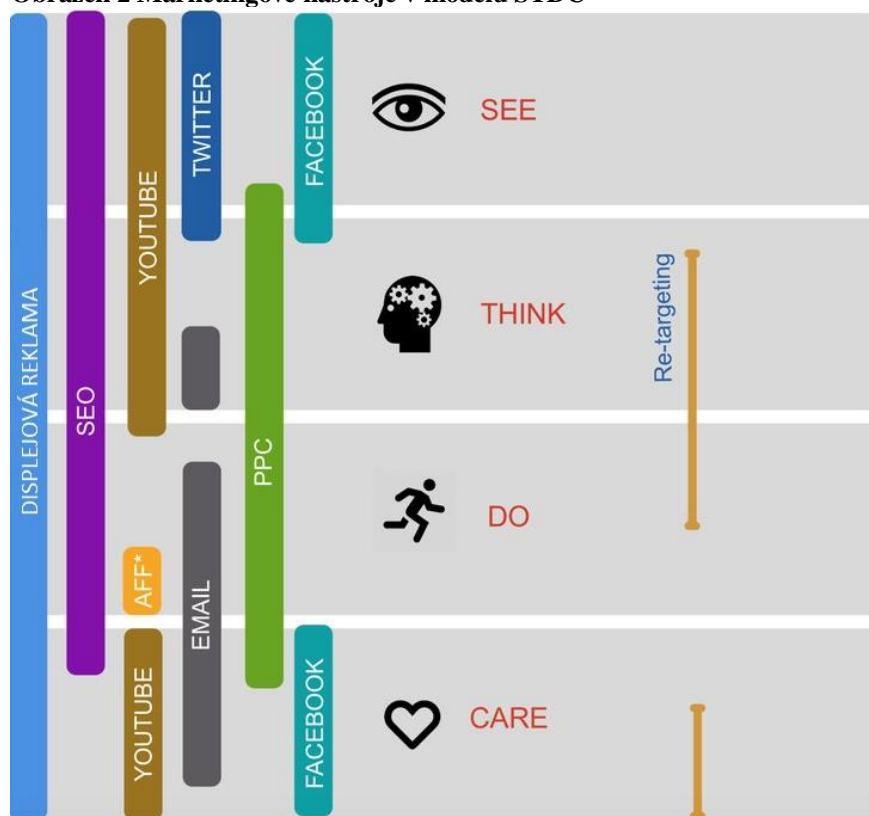 Obrázek 2 Marketingové nástroje v modelu STDC
DISPLEJOVÁ REKLAMA
SEO
YOUTUBE
TWITTER
FACEBOOK
SEE
THINK
Re-targeting
PPC
DO
AFF*
EMAIL
YOUTUBE
FACEBOOK
CARE